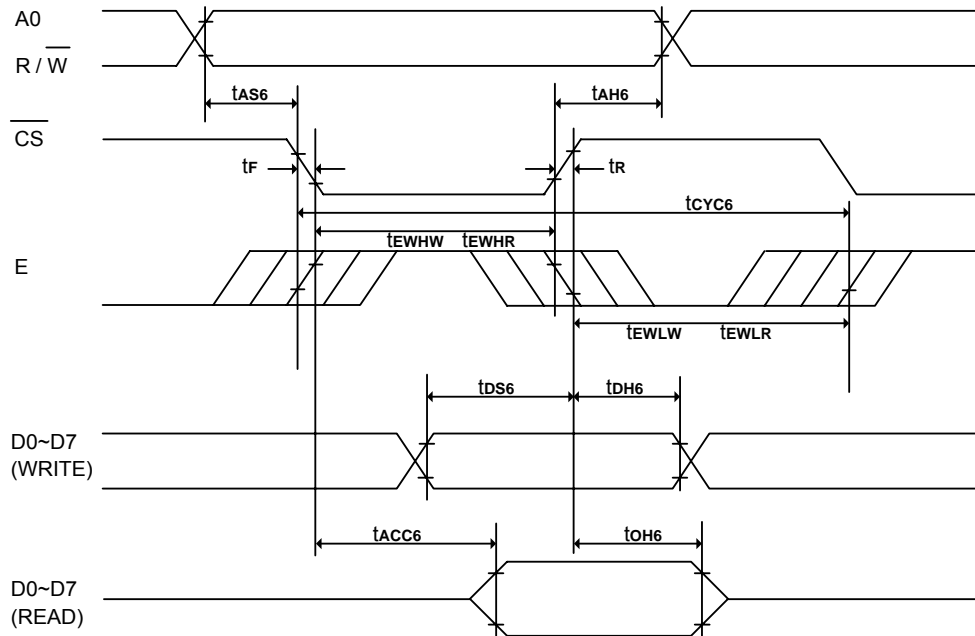 A0
R / W
tAS6 tAH6
CS
tF tR
tCYC6
tEWHW tEWHR
E
tEWLW tEWLR
tDS6 tDH6
D0~D7
(WRITE)
tACC6 tOH6
D0~D7
(READ)